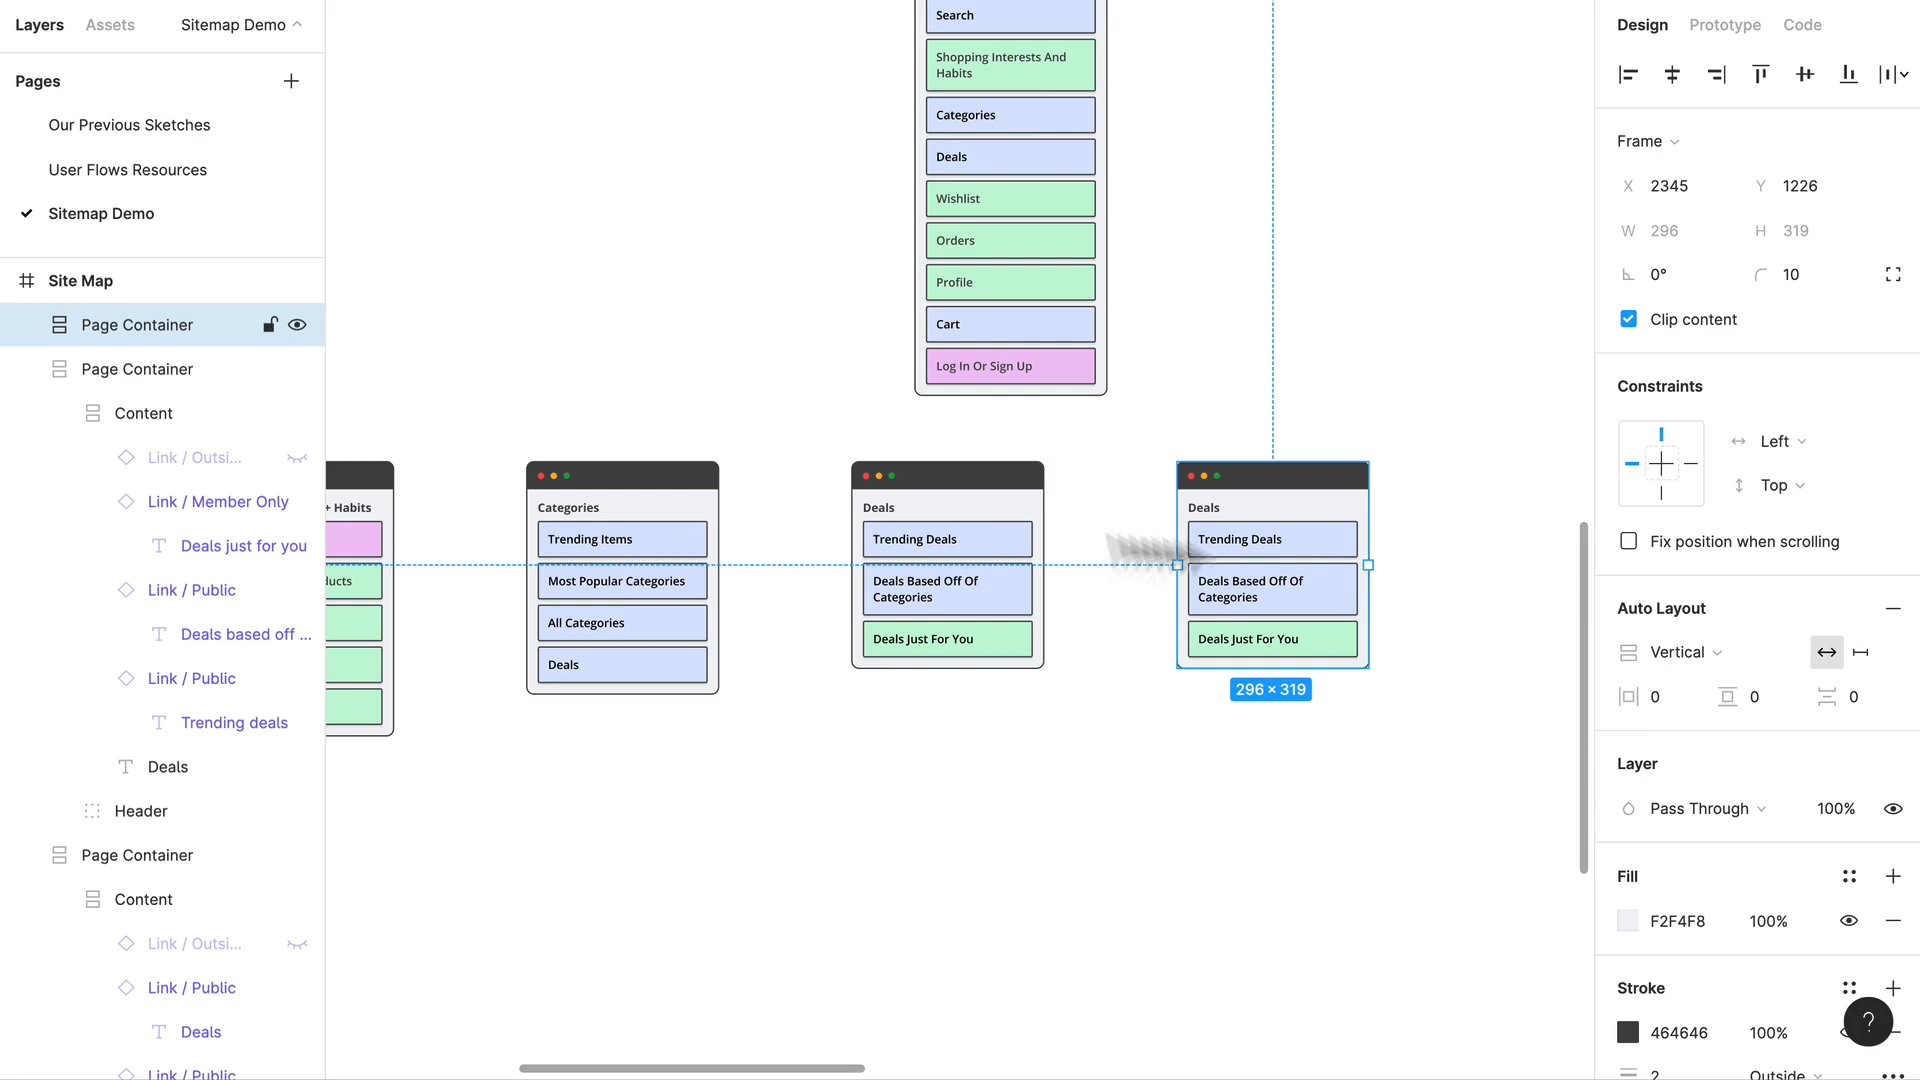 Layers
Assets
Sitemap Demo
Pages
Our Previous Sketches
User Flows Resources
Sitemap Demo
Site Map
Page Container
Page Container
Content
Link / Outsi...
Link / Member Only
Deals just for you
Link / Public
Deals based off ...
Link / Public
Trending deals
Deals
Header
Page Container
Content
Link / Outsi...
Link / Public
Deals
Link / Public
Search
Shopping Interests And
Habits
Categories
Deals
Wishlist
Orders
Profile
Cart
Log In Or Sign Up
+ Habits
ducts
Categories
Trending Items
Most Popular Categories
All Categories
Deals
Deals
Trending Deals
Deals Based Off Of
Categories
Deals Just For You
Deals
Trending Deals
Deals Based Off Of
Categories
Deals Just For You
296 × 319
Design
Prototype
Code
Frame
X 2345
Y 1226
W 296
H 319
0°
10
Clip content
Constraints
Left
Top
Fix position when scrolling
Auto Layout
Vertical
0
0
0
Layer
Pass Through
100%
Fill
F2F4F8
100%
Stroke
464646
100%
?
2
Outside